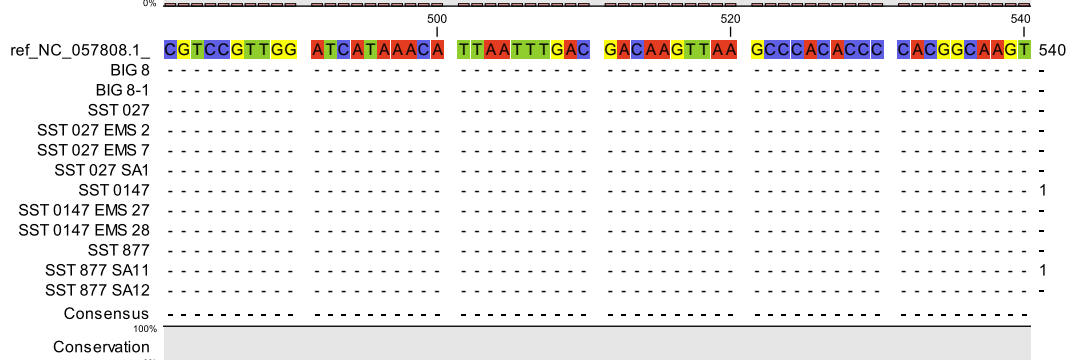 0%
500 520 540
ref_NC_057808.1_ CGTCCGTTGG ATCATAAACA TTAATTTGAC GACAAGTTAA GCCCACACCC CACGGCAAGT 540
BIG 8 - - - - - - - - - - - - - - - - - - - - - - - - - - - - - - - - - - - - - - - - - - - - - - - - - - - - - - - - - - - - -
BIG 8-1 - - - - - - - - - - - - - - - - - - - - - - - - - - - - - - - - - - - - - - - - - - - - - - - - - - - - - - - - - - - - -
SST 027 - - - - - - - - - - - - - - - - - - - - - - - - - - - - - - - - - - - - - - - - - - - - - - - - - - - - - - - - - - - - -
SST 027 EMS 2 - - - - - - - - - - - - - - - - - - - - - - - - - - - - - - - - - - - - - - - - - - - - - - - - - - - - - - - - - - - - -
SST 027 EMS 7 - - - - - - - - - - - - - - - - - - - - - - - - - - - - - - - - - - - - - - - - - - - - - - - - - - - - - - - - - - - - -
SST 027 SA1 - - - - - - - - - - - - - - - - - - - - - - - - - - - - - - - - - - - - - - - - - - - - - - - - - - - - - - - - - - - - -
SST 0147 - - - - - - - - - - - - - - - - - - - - - - - - - - - - - - - - - - - - - - - - - - - - - - - - - - - - - - - - - - - - 1
SST 0147 EMS 27 - - - - - - - - - - - - - - - - - - - - - - - - - - - - - - - - - - - - - - - - - - - - - - - - - - - - - - - - - - - - -
SST 0147 EMS 28 - - - - - - - - - - - - - - - - - - - - - - - - - - - - - - - - - - - - - - - - - - - - - - - - - - - - - - - - - - - - -
SST 877 - - - - - - - - - - - - - - - - - - - - - - - - - - - - - - - - - - - - - - - - - - - - - - - - - - - - - - - - - - - - -
SST 877 SA11 - - - - - - - - - - - - - - - - - - - - - - - - - - - - - - - - - - - - - - - - - - - - - - - - - - - - - - - - - - - - 1
SST 877 SA12 - - - - - - - - - - - - - - - - - - - - - - - - - - - - - - - - - - - - - - - - - - - - - - - - - - - - - - - - - - - - -
Consensus - - - - - - - - - - - - - - - - - - - - - - - - - - - - - - - - - - - - - - - - - - - - - - - - - - - - - - - - - - - - -
100%
Conservation